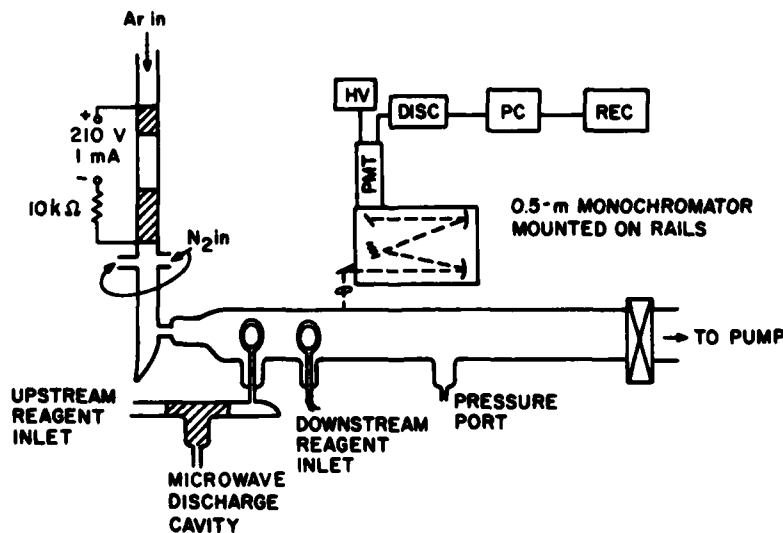 Ar in
+
210 V
1 mA
-
10kΩ
N₂in
HV
DISC
PC
REC
PMT
0.5-m MONOCHROMATOR
MOUNTED ON RAILS
TO PUMP
UPSTREAM
REAGENT
INLET
DOWNSTREAM
REAGENT
INLET
PRESSURE
PORT
MICROWAVE
DISCHARGE
CAVITY